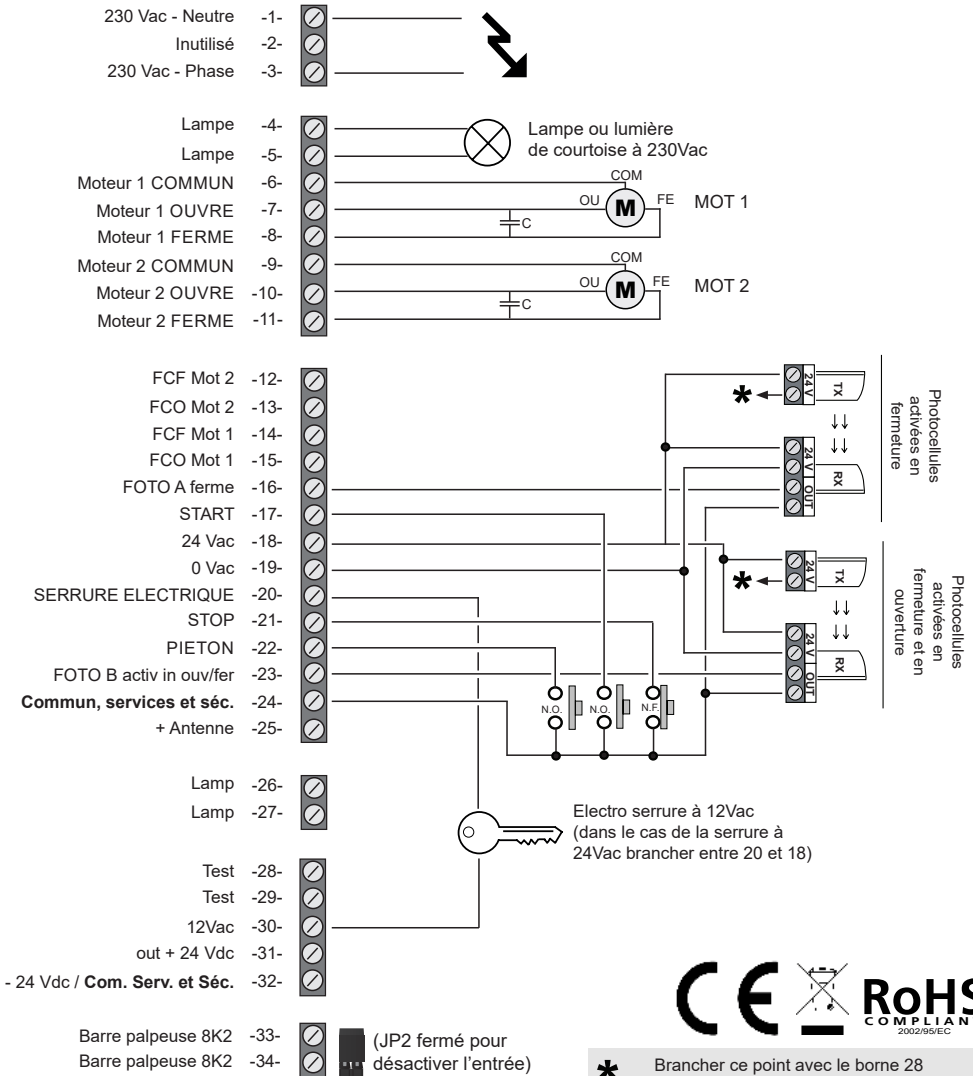 230 Vac - Neutre -1-
Inutilisé -2-
230 Vac - Phase -3-
Lampe -4-
Lampe -5-
Lampe ou lumière
de courtoise à 230Vac
Moteur 1 COMMUN -6-
Moteur 1 OUVRE -7-
Moteur 1 FERME -8-
COM
OU
M
FE
MOT 1
C
Moteur 2 COMMUN -9-
Moteur 2 OUVRE -10-
Moteur 2 FERME -11-
COM
OU
M
FE
MOT 2
C
FCF Mot 2 -12-
FCO Mot 2 -13-
FCF Mot 1 -14-
FCO Mot 1 -15-
FOTO A ferme -16-
START -17-
24 Vac -18-
0 Vac -19-
SERRURE ELECTRIQUE -20-
STOP -21-
PIETON -22-
FOTO B activ in ouv/fer -23-
Commun, services et séc. -24-
+ Antenne -25-
*
24 V
TX
24 V
OUT
RX
Photocellules
activées en
fermeture
*
24 V
TX
24 V
OUT
RX
Photocellules
activées en
fermeture et en
ouverture
N.O.
N.O.
N.F.
Lamp -26-
Lamp -27-
Electro serrure à 12Vac
(dans le cas de la serrure à
24Vac brancher entre 20 et 18)
Test -28-
Test -29-
12Vac -30-
out + 24 Vdc -31-
- 24 Vdc / Com. Serv. et Séc. -32-
Barre palpeuse 8K2 -33-
Barre palpeuse 8K2 -34-
(JP2 fermé pour
désactiver l'entrée)
CE
RoHS
COMPLIAN
2002/95/EC
* Brancher ce point avec le borne 28